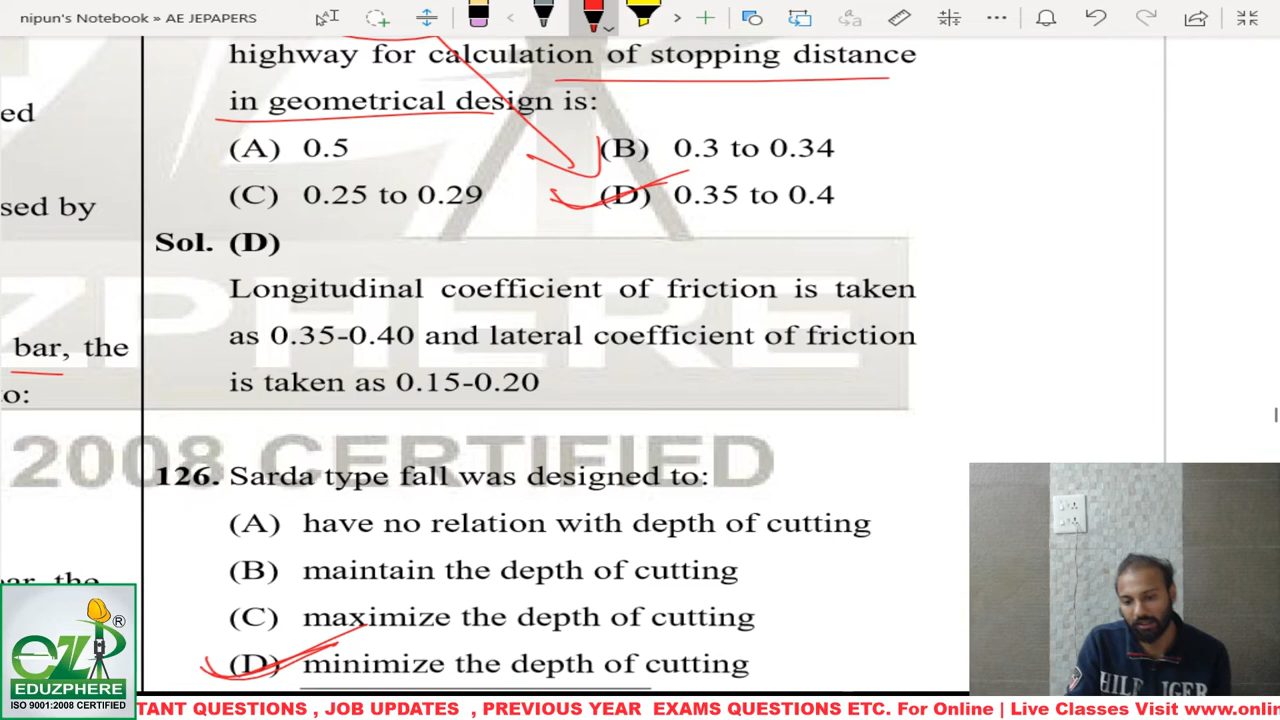 nipun's Notebook » AE JEPAPERS
highway for calculation of stopping distance
in geometrical design is:
(A) 0.5
(B) 0.3 to 0.34
(C) 0.25 to 0.29
(D) 0.35 to 0.4
Sol. (D)
Longitudinal coefficient of friction is taken
as 0.35-0.40 and lateral coefficient of friction
is taken as 0.15-0.20
126. Sarda type fall was designed to:
(A) have no relation with depth of cutting
(B) maintain the depth of cutting
(C) maximize the depth of cutting
(D) minimize the depth of cutting
ed
sed by
bar, the
to:
ZPHERE
2008 CERTIFIED
EZ
®
EDUZPHERE
ISO 9001:2008 CERTIFIED
TANT QUESTIONS , JOB UPDATES , PREVIOUS YEAR EXAMS QUESTIONS ETC. For Online | Live Classes Visit www.onlin